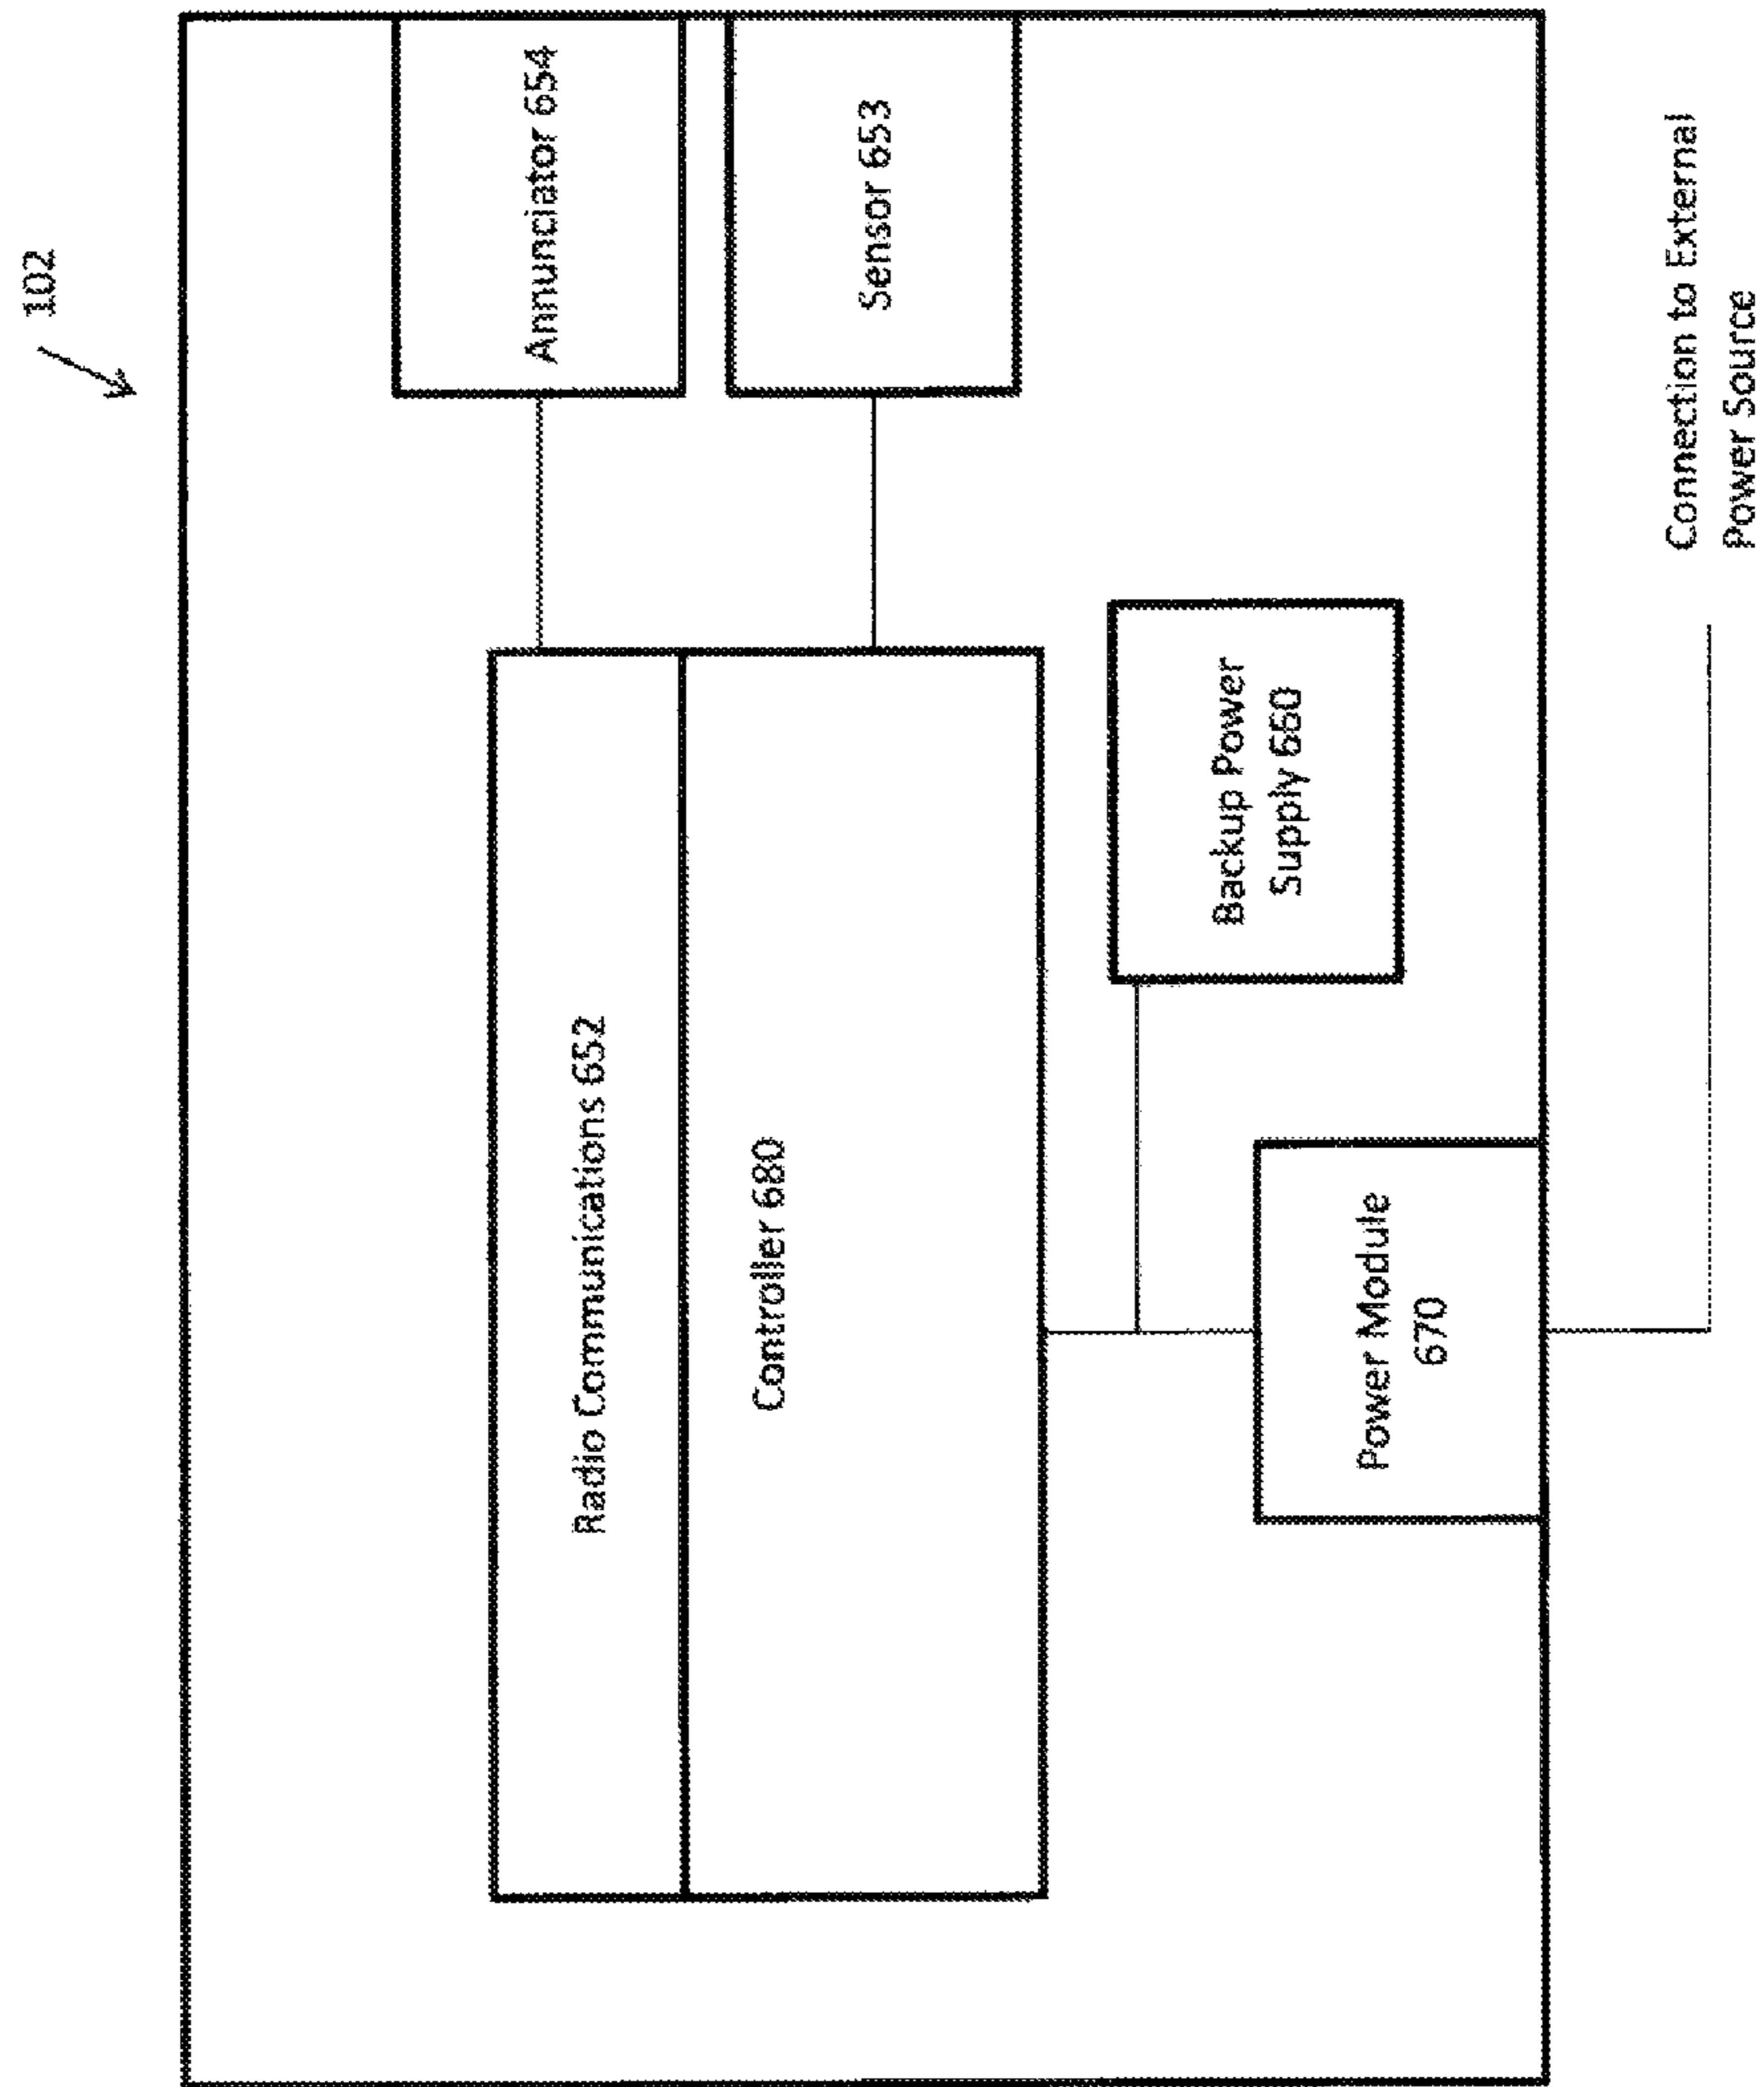 102
Annunciator 654
Radio Communications 652
Controller 680
Sensor 653
Backup Power
Supply 660
Power Module
670
Connection to External
Power Source